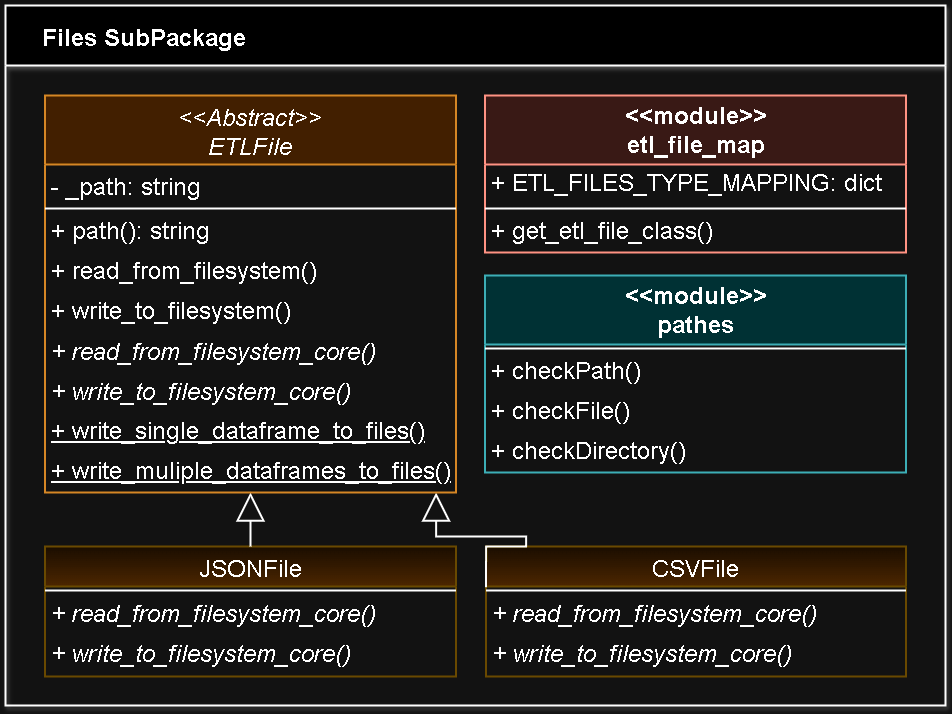 Files SubPackage
<<Abstract>>
ETLFile
- _path: string
+ path(): string
+ read_from_filesystem()
+ write_to_filesystem()
+ read_from_filesystem_core()
+ write_to_filesystem_core()
+ write_single_dataframe_to_files()
+ write_muliple_dataframes_to_files()
<<module>>
etl_file_map
+ ETL_FILES_TYPE_MAPPING: dict
+ get_etl_file_class()
<<module>>
pathes
+ checkPath()
+ checkFile()
+ checkDirectory()
JSONFile
+ read_from_filesystem_core()
+ write_to_filesystem_core()
CSVFile
+ read_from_filesystem_core()
+ write_to_filesystem_core()